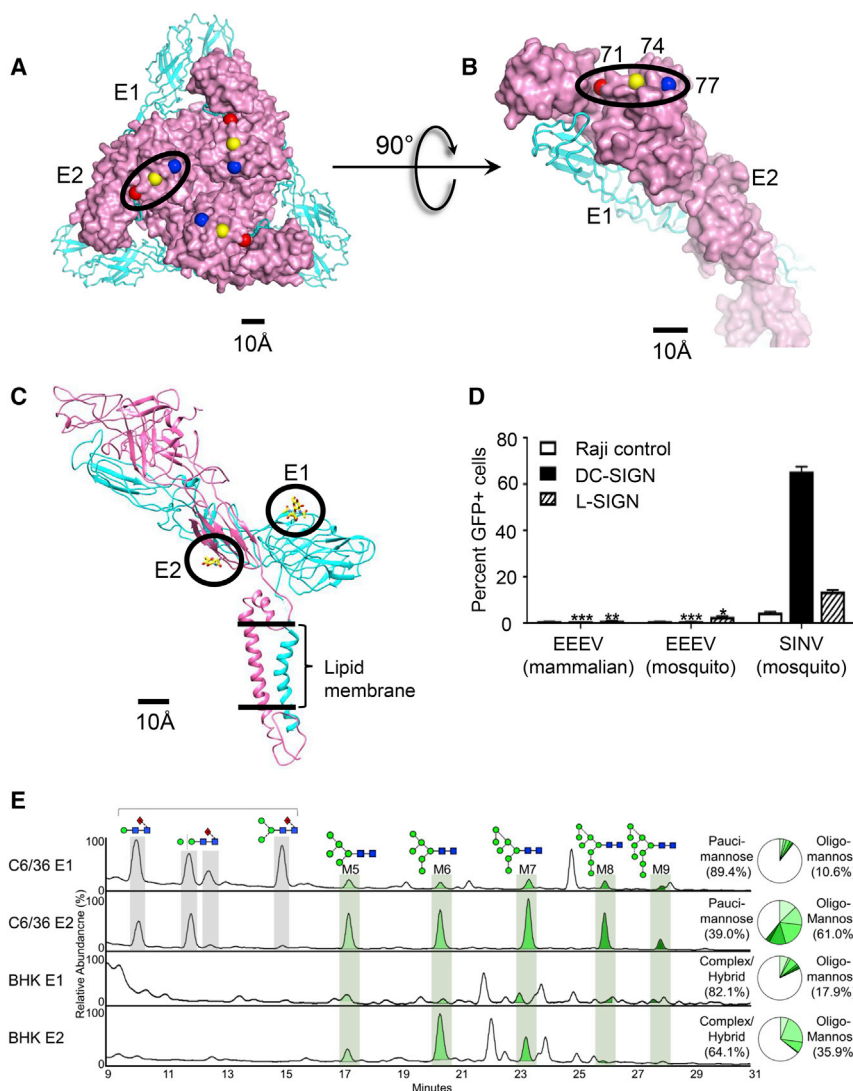 A
E1
E2
10Å
90°
B
71
74
77
E2
E1
10Å
C
E1
E2
Lipid
membrane
10Å
D
Percent GFP+ cells
80
60
40
20
0
Raji control
DC-SIGN
L-SIGN
*** **
*** *
EEEV
(mammalian)
EEEV
(mosquito)
SINV
(mosquito)
E
Relative Abundancne (%)
C6/36 E1
100
0
M5 M6 M7 M8 M9
Pauci-
mannose
(89.4%)
Oligo-
mannos
(10.6%)
C6/36 E2
100
0
Pauci-
mannose
(39.0%)
Oligo-
Mannos
(61.0%)
BHK E1
100
0
Complex/
Hybrid
(82.1%)
Oligo-
mannos
(17.9%)
BHK E2
100
0
Complex/
Hybrid
(64.1%)
Oligo-
Mannos
(35.9%)
9 11 13 15 17 19 21 23 25 27 29 31
Minutes